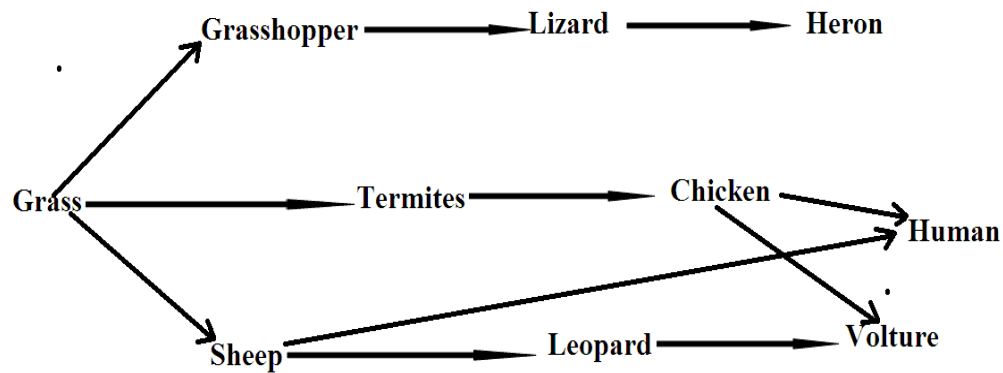 Grasshopper
Lizard
Heron
Grass
Termites
Chicken
Human
Sheep
Leopard
Volture